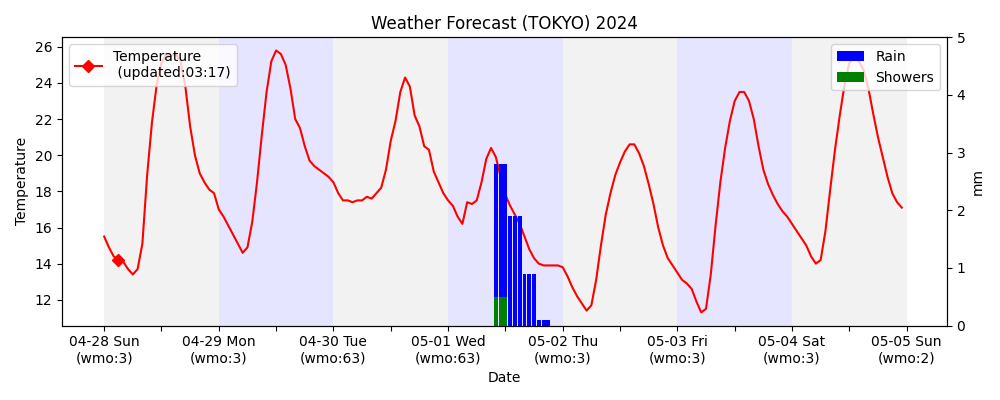 Weather Forecast (TOKYO) 2024
Temperature
(updated:03:17)
Rain
Showers
Temperature
26
24
22
20
18
16
14
12
5
4
3
2
1
0
mm
04-28 Sun
(wmo:3)
04-29 Mon
(wmo:3)
04-30 Tue
(wmo:63)
05-01 Wed
(wmo:63)
05-02 Thu
(wmo:3)
05-03 Fri
(wmo:3)
05-04 Sat
(wmo:3)
05-05 Sun
(wmo:2)
Date